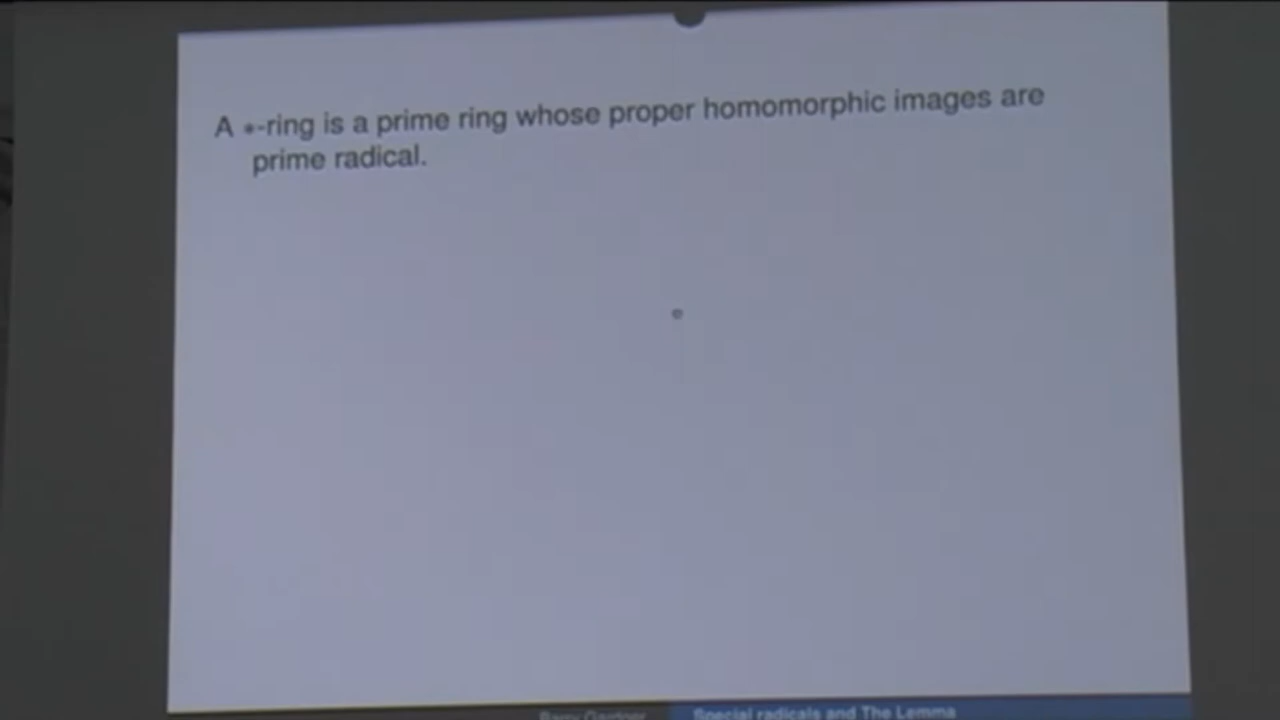 A *-ring is a prime ring whose proper homomorphic images are
prime radical.
Barry Gardner
Special radicals and The Lemma